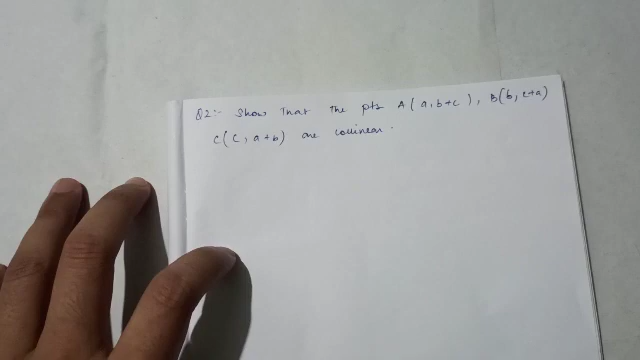 Q2:- Show That the pts A(a,b+c), B(b,c+a)
C(c, a+b) are collinear.